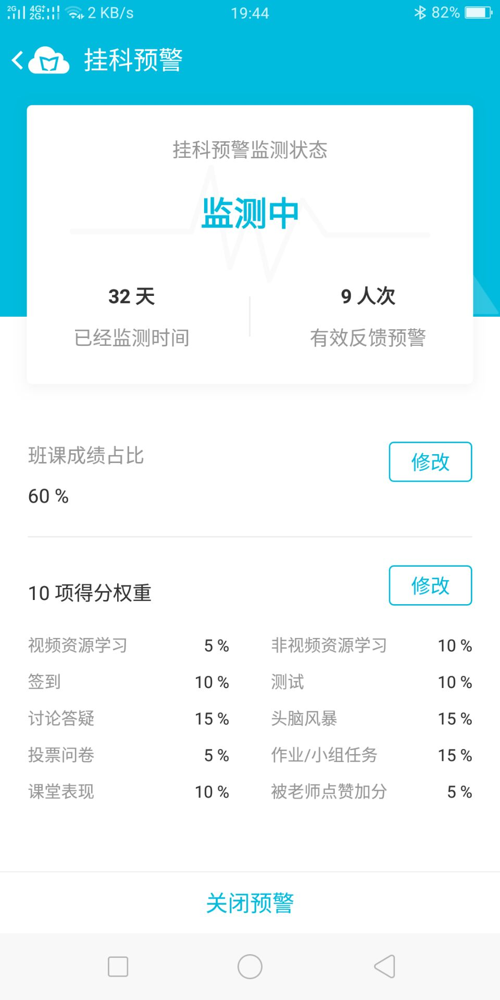 2G 4G+ 2G 2 KB/s 19:44 82%
挂科预警
挂科预警监测状态
监测中
32 天 9 人次
已经监测时间 有效反馈预警
班课成绩占比 修改
60 %
10 项得分权重 修改
视频资源学习 5 % 非视频资源学习 10 %
签到 10 % 测试 10 %
讨论答疑 15 % 头脑风暴 15 %
投票问卷 5 % 作业/小组任务 15 %
课堂表现 10 % 被老师点赞加分 5 %
关闭预警